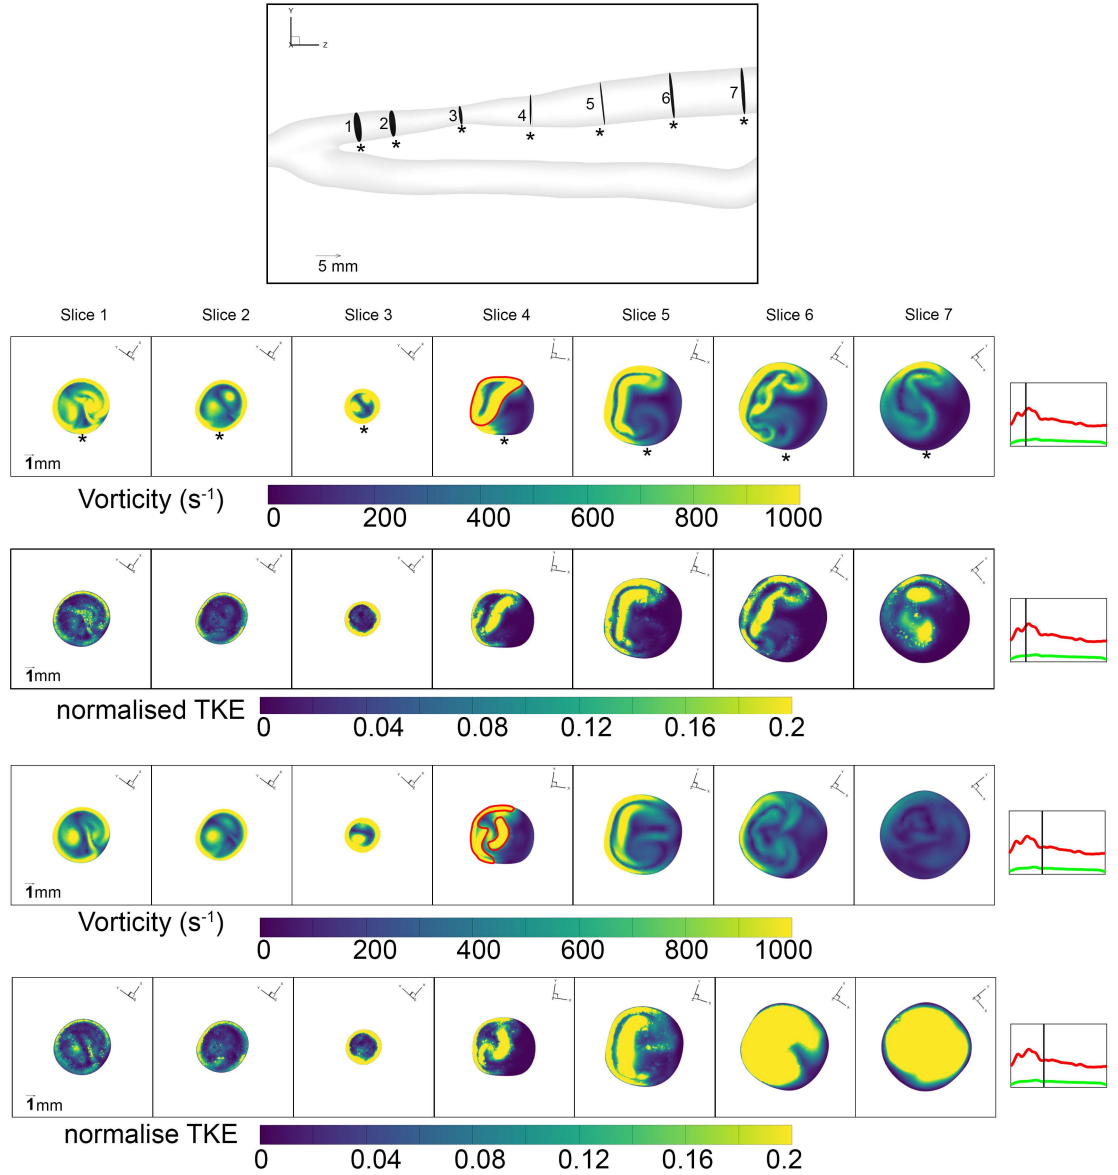 Y
X
Z
1
2
3
4
5
6
7
*
*
*
*
*
*
*
5 mm
Slice 1
Slice 2
Slice 3
Slice 4
Slice 5
Slice 6
Slice 7
*
*
*
*
*
*
*
1mm
Vorticity (s-1)
0
200
400
600
800
1000
1mm
normalised TKE
0
0.04
0.08
0.12
0.16
0.2
1mm
Vorticity (s-1)
0
200
400
600
800
1000
1mm
normalise TKE
0
0.04
0.08
0.12
0.16
0.2